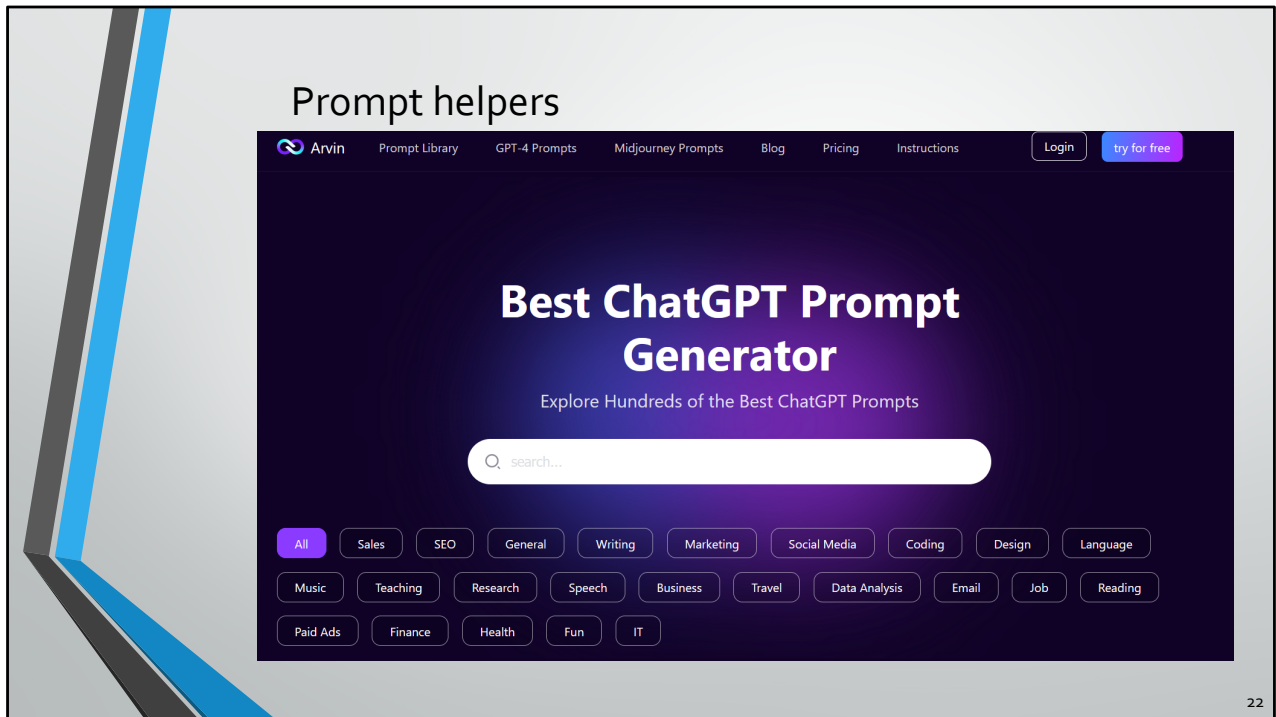 Prompt helpers
Arvin Prompt Library GPT-4 Prompts Midjourney Prompts Blog Pricing Instructions Login try for free
Best ChatGPT Prompt
Generator
Explore Hundreds of the Best ChatGPT Prompts
search...
All Sales SEO General Writing Marketing Social Media Coding Design Language
Music Teaching Research Speech Business Travel Data Analysis Email Job Reading
Paid Ads Finance Health Fun IT
22